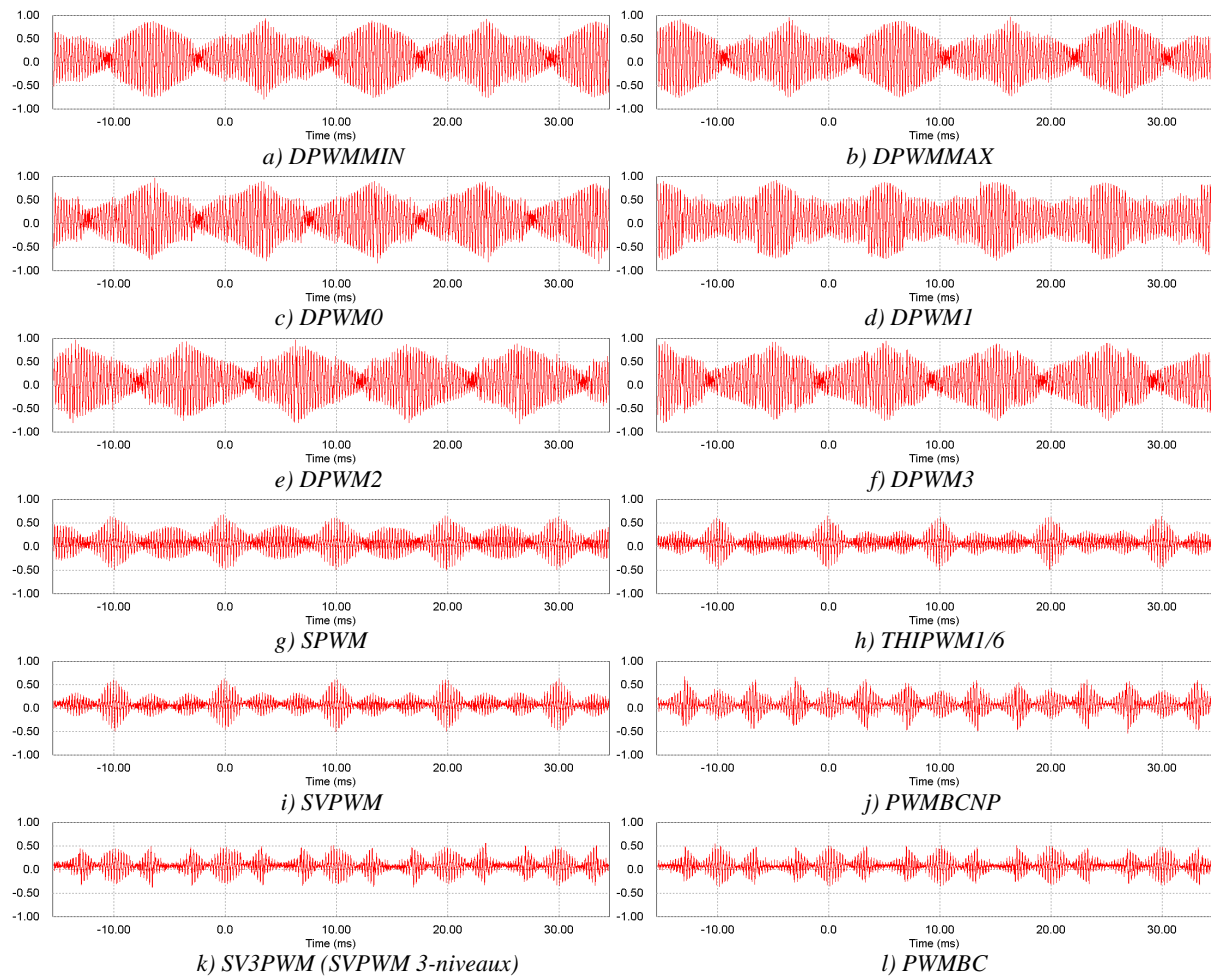 1.00
0.50
0.0
-0.50
-1.00
-10.00 0.0 10.00 20.00 30.00
Time (ms)
a) DPWMMIN
1.00
0.50
0.0
-0.50
-1.00
-10.00 0.0 10.00 20.00 30.00
Time (ms)
b) DPWMMAX
1.00
0.50
0.0
-0.50
-1.00
-10.00 0.0 10.00 20.00 30.00
Time (ms)
c) DPWM0
1.00
0.50
0.0
-0.50
-1.00
-10.00 0.0 10.00 20.00 30.00
Time (ms)
d) DPWM1
1.00
0.50
0.0
-0.50
-1.00
-10.00 0.0 10.00 20.00 30.00
Time (ms)
e) DPWM2
1.00
0.50
0.0
-0.50
-1.00
-10.00 0.0 10.00 20.00 30.00
Time (ms)
f) DPWM3
1.00
0.50
0.0
-0.50
-1.00
-10.00 0.0 10.00 20.00 30.00
Time (ms)
g) SPWM
1.00
0.50
0.0
-0.50
-1.00
-10.00 0.0 10.00 20.00 30.00
Time (ms)
h) THIPWM1/6
1.00
0.50
0.0
-0.50
-1.00
-10.00 0.0 10.00 20.00 30.00
Time (ms)
i) SVPWM
1.00
0.50
0.0
-0.50
-1.00
-10.00 0.0 10.00 20.00 30.00
Time (ms)
j) PWMBCNP
1.00
0.50
0.0
-0.50
-1.00
-10.00 0.0 10.00 20.00 30.00
Time (ms)
k) SV3PWM (SVPWM 3-niveaux)
1.00
0.50
0.0
-0.50
-1.00
-10.00 0.0 10.00 20.00 30.00
Time (ms)
l) PWMBC